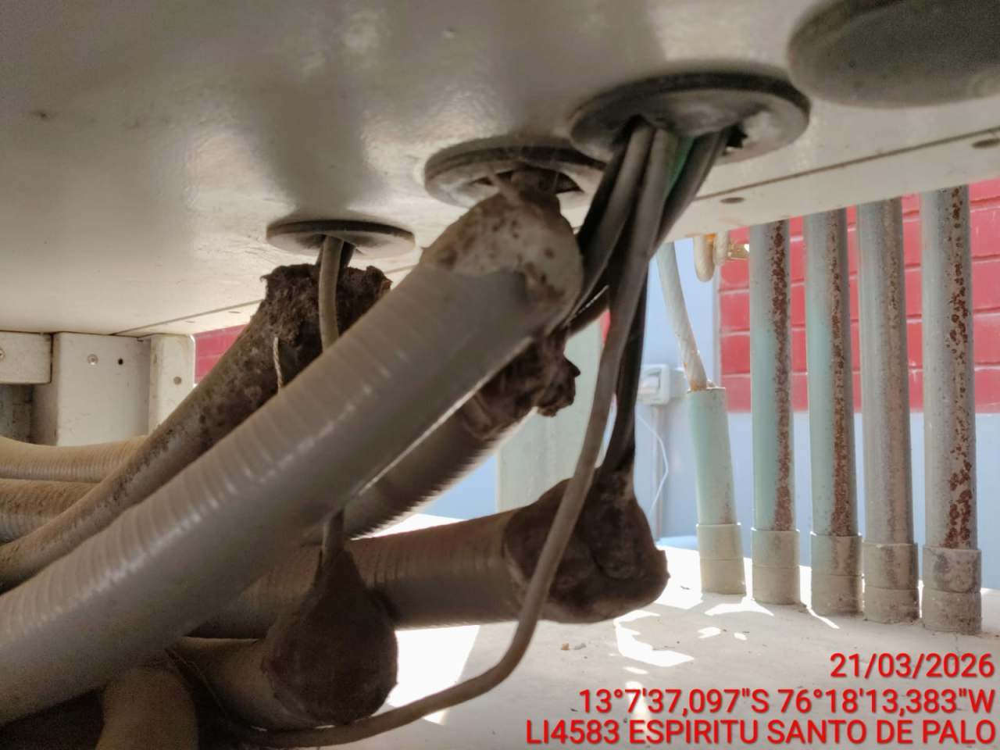 21/03/2026
13°7'37,097"S 76°18'13,383"W
LI4583 ESPIRITU SANTO DE PALO